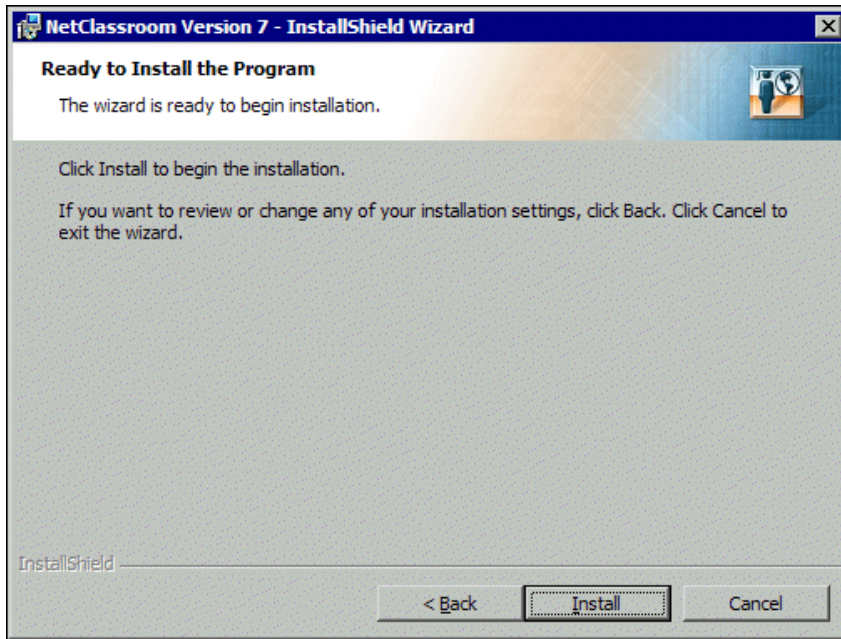 NetClassroom Version 7 - InstallShield Wizard
Ready to Install the Program
The wizard is ready to begin installation.
Click Install to begin the installation.
If you want to review or change any of your installation settings, click Back. Click Cancel to
exit the wizard.
InstallShield
< Back Install Cancel